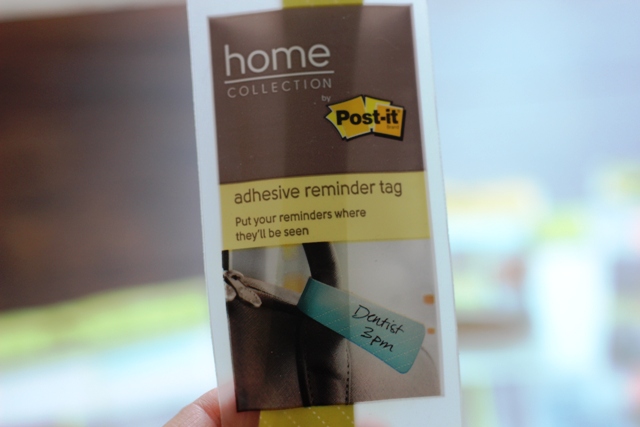 home
COLLECTION
by
Post-it
adhesive reminder tag
Put your reminders where
they'll be seen
Dentist
3pm